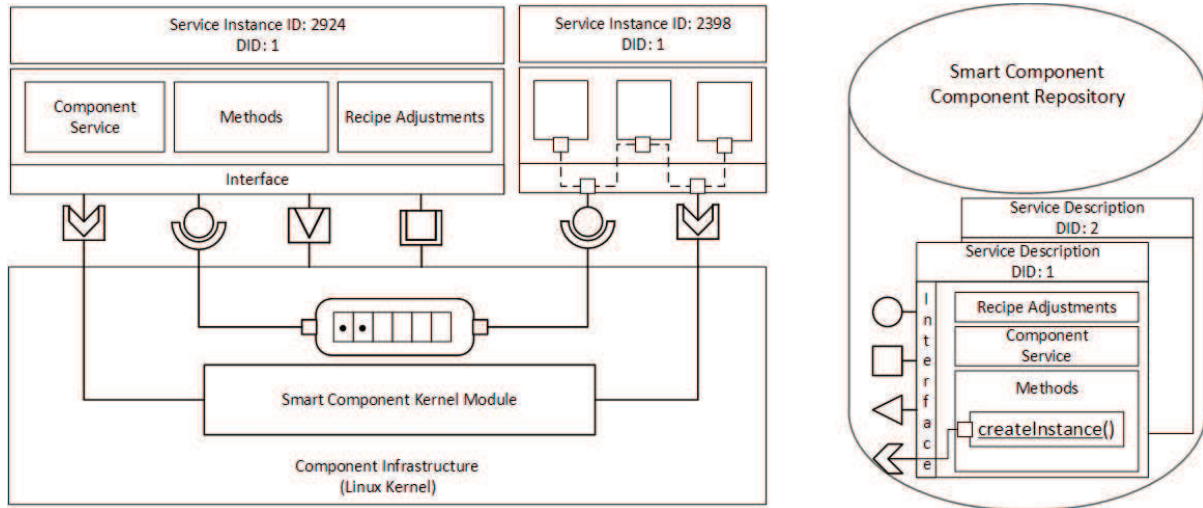 Service Instance ID: 2924
DID: 1
Component
Service
Methods
Recipe Adjustments
Interface
Service Instance ID: 2398
DID: 1
Smart Component Kernel Module
Component Infrastructure
(Linux Kernel)
Smart Component
Component Repository
Service Description
DID: 2
Service Description
DID: 1
Interface
Recipe Adjustments
Component
Service
Methods
createInstance()